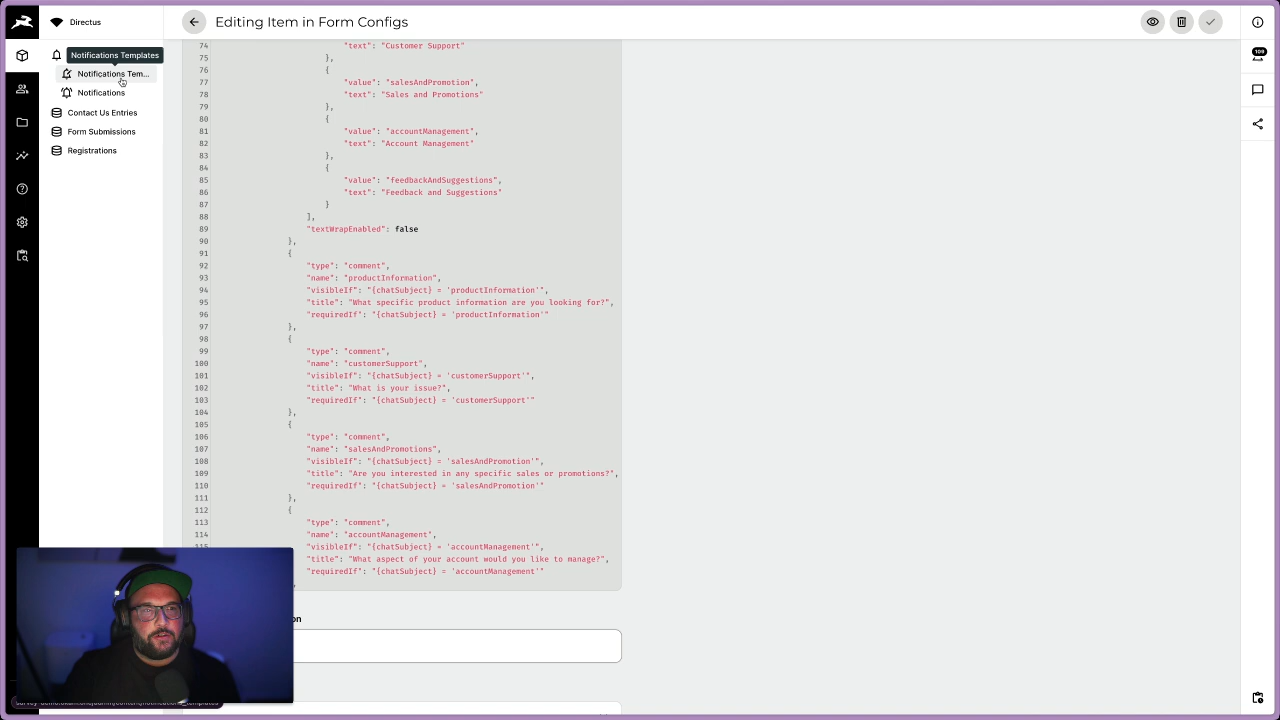 Directus
Editing Item in Form Configs
109
Notifications Templates
Notifications Tem...
Notifications
Contact Us Entries
Form Submissions
Registrations
74 "text": "Customer Support"
75 },
76 {
77 "value": "salesAndPromotion",
78 "text": "Sales and Promotions"
79 },
80 {
81 "value": "accountManagement",
82 "text": "Account Management"
83 },
84 {
85 "value": "feedbackAndSuggestions",
86 "text": "Feedback and Suggestions"
87 }
88 ],
89 "textWrapEnabled": false
90 },
91 {
92 "type": "comment",
93 "name": "productInformation",
94 "visibleIf": "{chatSubject} = 'productInformation'",
95 "title": "What specific product information are you looking for?",
96 "requiredIf": "{chatSubject} = 'productInformation'"
97 },
98 {
99 "type": "comment",
100 "name": "customerSupport",
101 "visibleIf": "{chatSubject} = 'customerSupport'",
102 "title": "What is your issue?",
103 "requiredIf": "{chatSubject} = 'customerSupport'"
104 },
105 {
106 "type": "comment",
107 "name": "salesAndPromotions",
108 "visibleIf": "{chatSubject} = 'salesAndPromotion'",
109 "title": "Are you interested in any specific sales or promotions?",
110 "requiredIf": "{chatSubject} = 'salesAndPromotion'"
111 },
112 {
113 "type": "comment",
114 "name": "accountManagement",
115 "visibleIf": "{chatSubject} = 'accountManagement'",
"title": "What aspect of your account would you like to manage?",
"requiredIf": "{chatSubject} = 'accountManagement'"
on